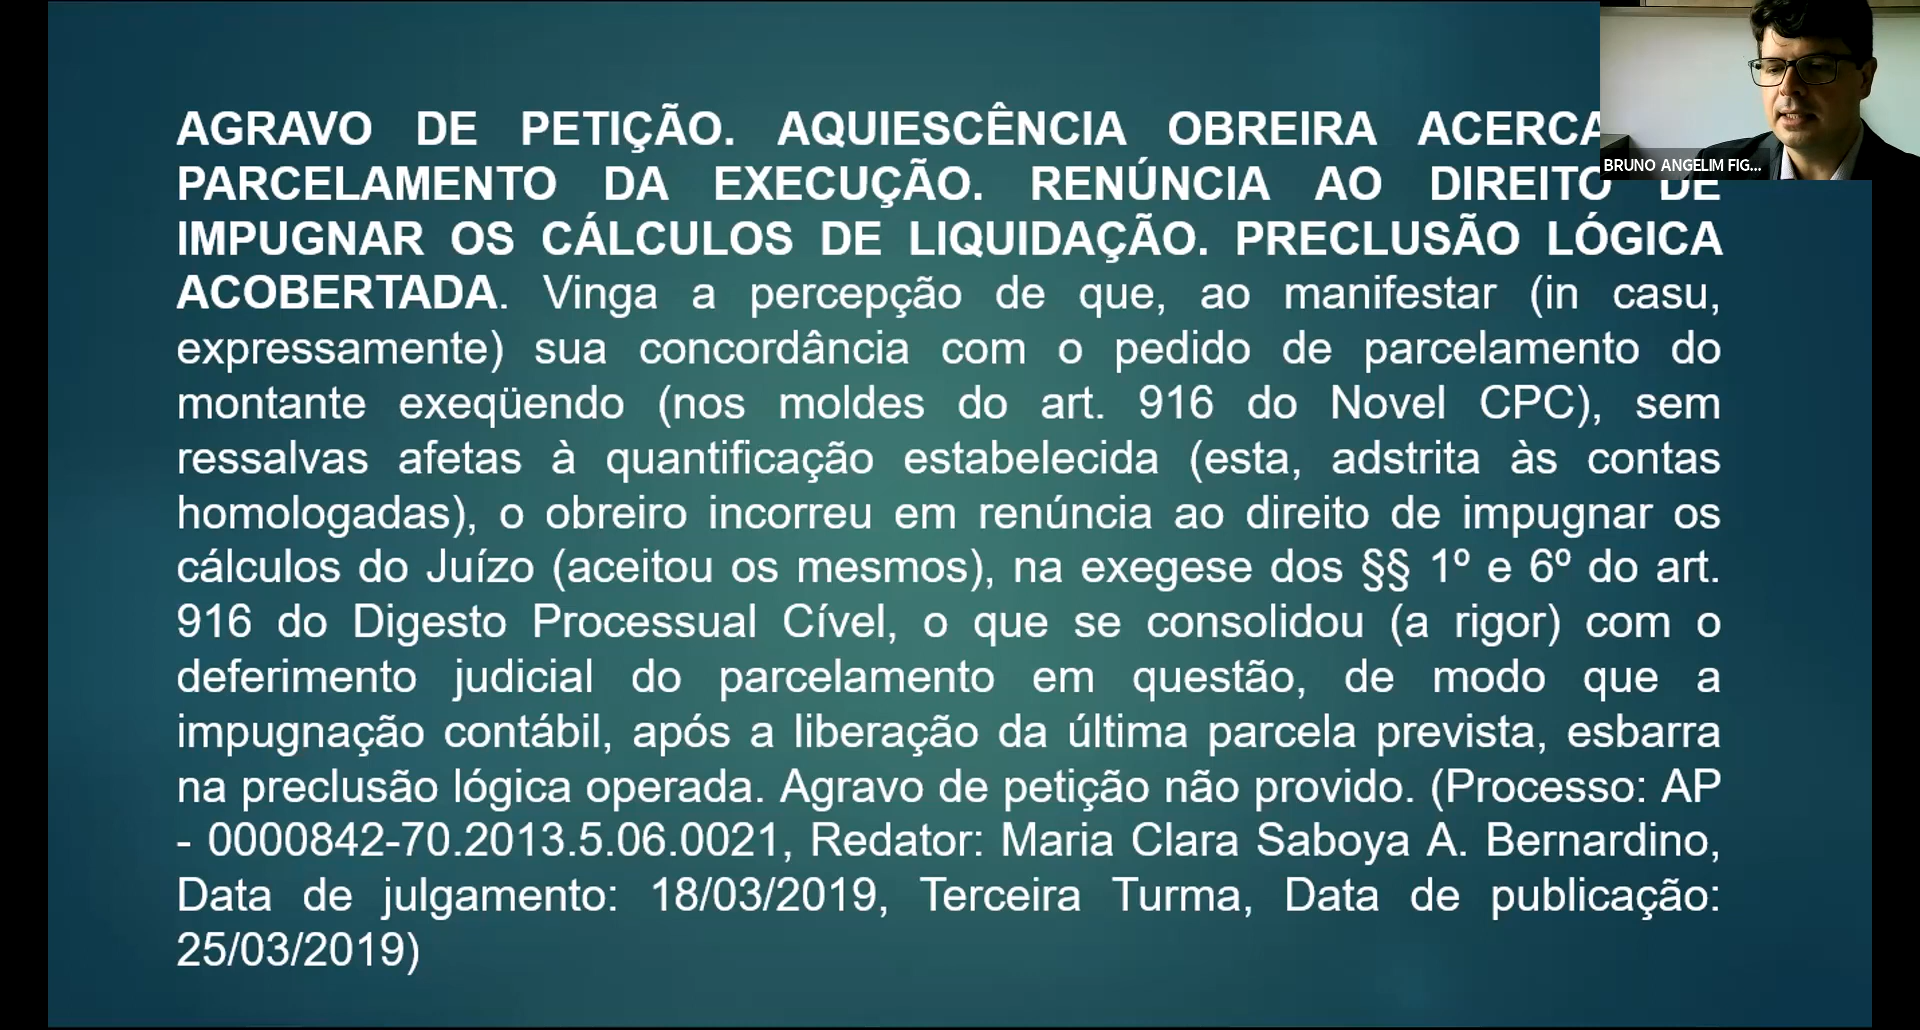 AGRAVO DE PETIÇÃO. AQUIESCÊNCIA OBREIRA ACERCA
PARCELAMENTO DA EXECUÇÃO. RENÚNCIA AO DIREITO DE
IMPUGNAR OS CÁLCULOS DE LIQUIDAÇÃO. PRECLUSÃO LÓGICA
ACOBERTADA. Vinga a percepção de que, ao manifestar (in casu,
expressamente) sua concordância com o pedido de parcelamento do
montante exeqüendo (nos moldes do art. 916 do Novel CPC), sem
ressalvas afetas à quantificação estabelecida (esta, adstrita às contas
homologadas), o obreiro incorreu em renúncia ao direito de impugnar os
cálculos do Juízo (aceitou os mesmos), na exegese dos §§ 1º e 6º do art.
916 do Digesto Processual Cível, o que se consolidou (a rigor) com o
deferimento judicial do parcelamento em questão, de modo que a
impugnação contábil, após a liberação da última parcela prevista, esbarra
na preclusão lógica operada. Agravo de petição não provido. (Processo: AP
- 0000842-70.2013.5.06.0021, Redator: Maria Clara Saboya A. Bernardino,
Data de julgamento: 18/03/2019, Terceira Turma, Data de publicação:
25/03/2019)
BRUNO ANGELIM FIG...